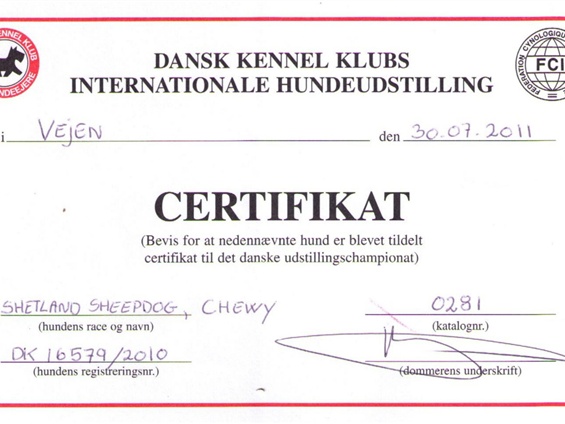 KENNEL KLUB
HUNDEEJERE
DANSK KENNEL KLUBS
INTERNATIONALE HUNDEUDSTILLING
FEDERATION CYNOLOGIQUE
FCI
i VEJEN den 30.07.2011
CERTIFIKAT
(Bevis for at nedennævnte hund er blevet tildelt
certifikat til det danske udstillingschampionat)
SHETLAND SHEEPDOG, CHEWY 0281
(hundens race og navn) (katalognr.)
DK 16579/2010
(hundens registreringsnr.) (dommerens underskrift)